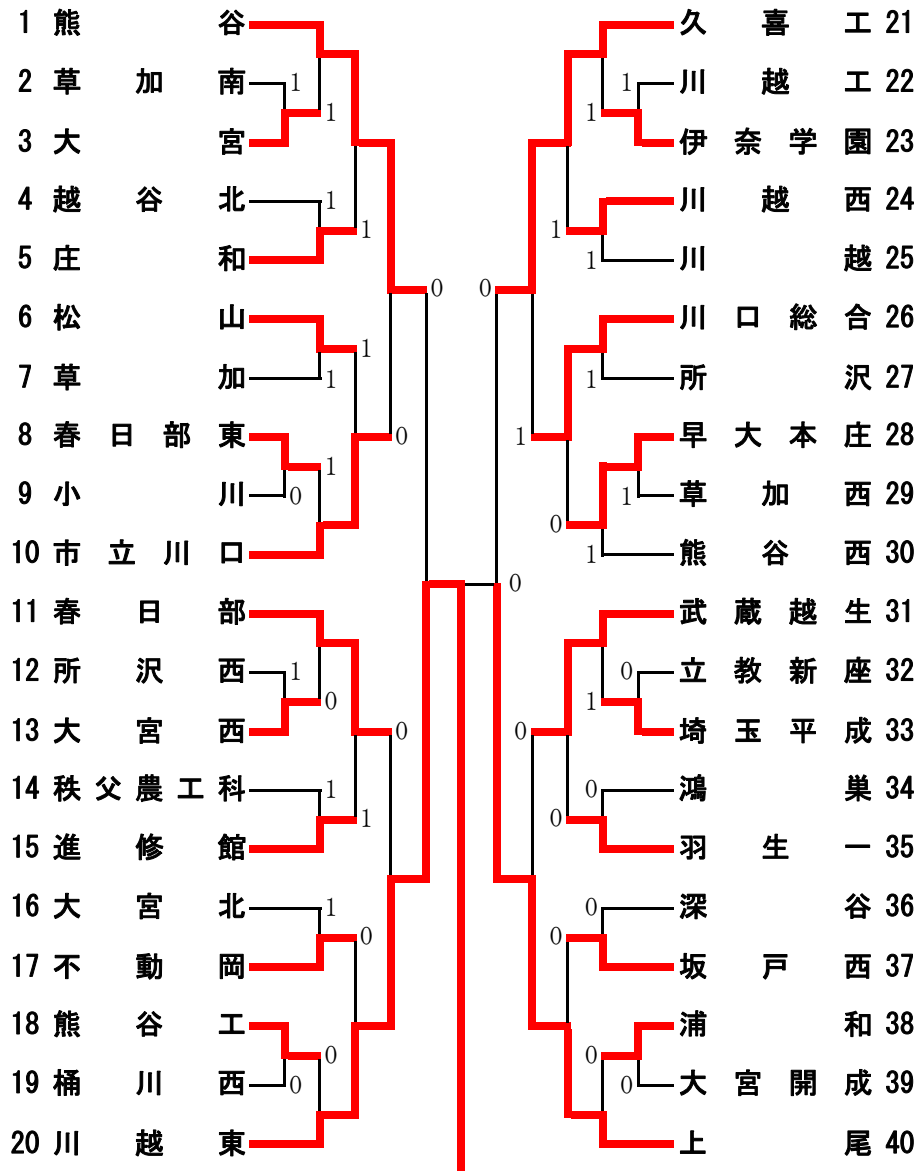 1 熊谷
2 草加南
3 大宮
4 越谷北
5 庄和
6 松山
7 草加
8 春日部東
9 小川
10 市立川口
11 春日部
12 所沢西
13 大宮西
14 秩父農工科
15 進修館
16 大宮北
17 不動岡
18 熊谷工
19 桶川西
20 川越東
1
1
1
1
1
1
1
0
0
0
1
0
1
1
0
1
0
0
0
久喜工 21
川越工 22
伊奈学園 23
川越西 24
川越 25
川口総合 26
所沢 27
早大本庄 28
草加西 29
熊谷西 30
武蔵越生 31
立教新座 32
埼玉平成 33
鴻巣 34
羽生一 35
深谷 36
坂戸西 37
浦和 38
大宮開成 39
上尾 40
1
1
1
1
0
1
1
1
0
1
0
0
1
0
0
0
0
0
0
0